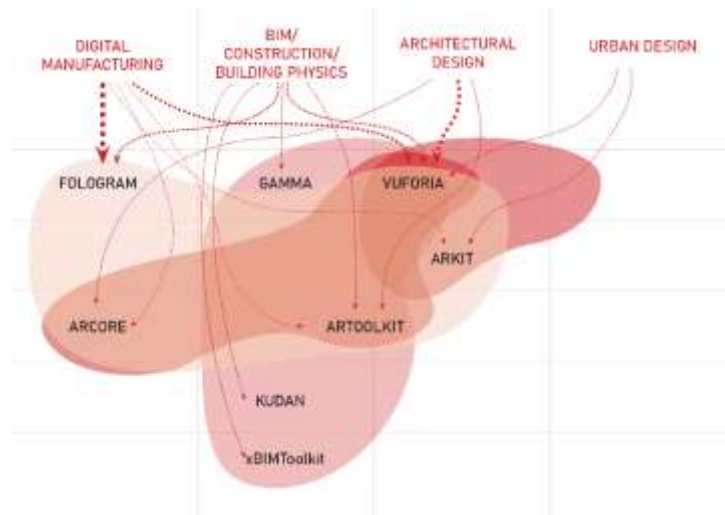 DIGITAL
MANUFACTURING
BIM/
CONSTRUCTION/
BUILDING PHYSICS
ARCHITECTURAL
DESIGN
URBAN DESIGN
FOLOGRAM
GAMMA
VUFORIA
ARKIT
ARCORE
ARTOOLKIT
KUDAN
xBIMToolkit